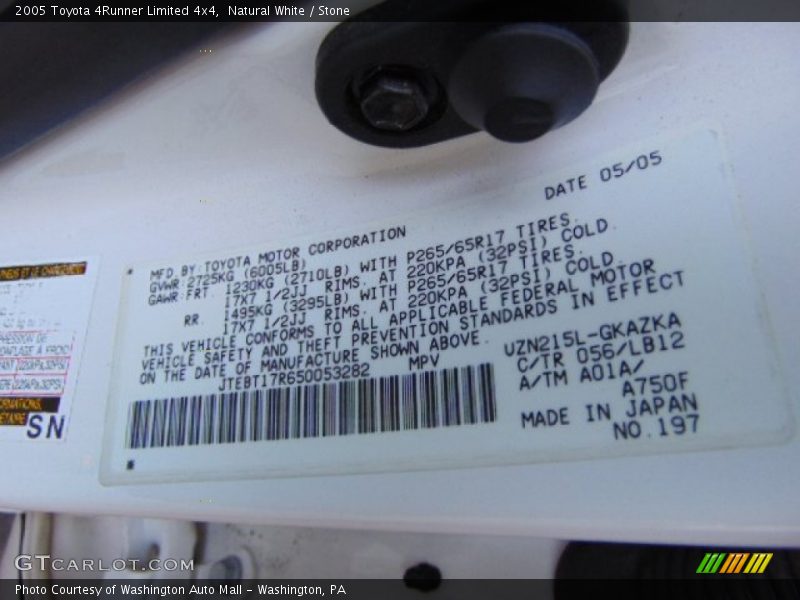 2005 Toyota 4Runner Limited 4x4,  Natural White / Stone
DATE 05/05
MFD.BY:TOYOTA MOTOR CORPORATION
GVWR:2725KG (6005LB)
GAWR:FRT. 1230KG (2710LB) WITH P265/65R17 TIRES.
17X7 1/2JJ RIMS, AT 220KPA (32PSI) COLD.
RR. 1495KG (3295LB) WITH P265/65R17 TIRES.
17X7 1/2JJ RIMS, AT 220KPA (32PSI) COLD.
THIS VEHICLE CONFORMS TO ALL APPLICABLE FEDERAL MOTOR
VEHICLE SAFETY AND THEFT PREVENTION STANDARDS IN EFFECT
ON THE DATE OF MANUFACTURE SHOWN ABOVE.
JTEBT17R650053282 MPV
UZN215L-GKAZKA
C/TR 056/LB12
A/TM A01A/
A750F
MADE IN JAPAN
NO.197
SN
GTCARLOT.COM
Photo Courtesy of Washington Auto Mall - Washington, PA